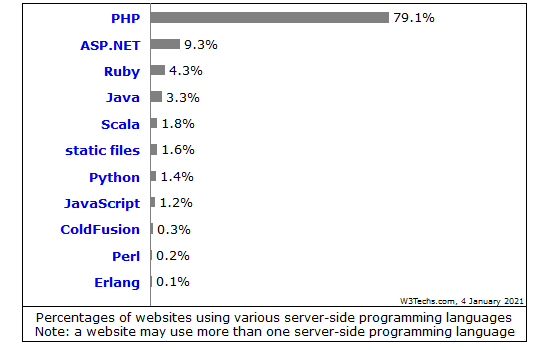 PHP 79.1%
ASP.NET 9.3%
Ruby 4.3%
Java 3.3%
Scala 1.8%
static files 1.6%
Python 1.4%
JavaScript 1.2%
ColdFusion 0.3%
Perl 0.2%
Erlang 0.1%
W3Techs.com, 4 January 2021
Percentages of websites using various server-side programming languages
Note: a website may use more than one server-side programming language